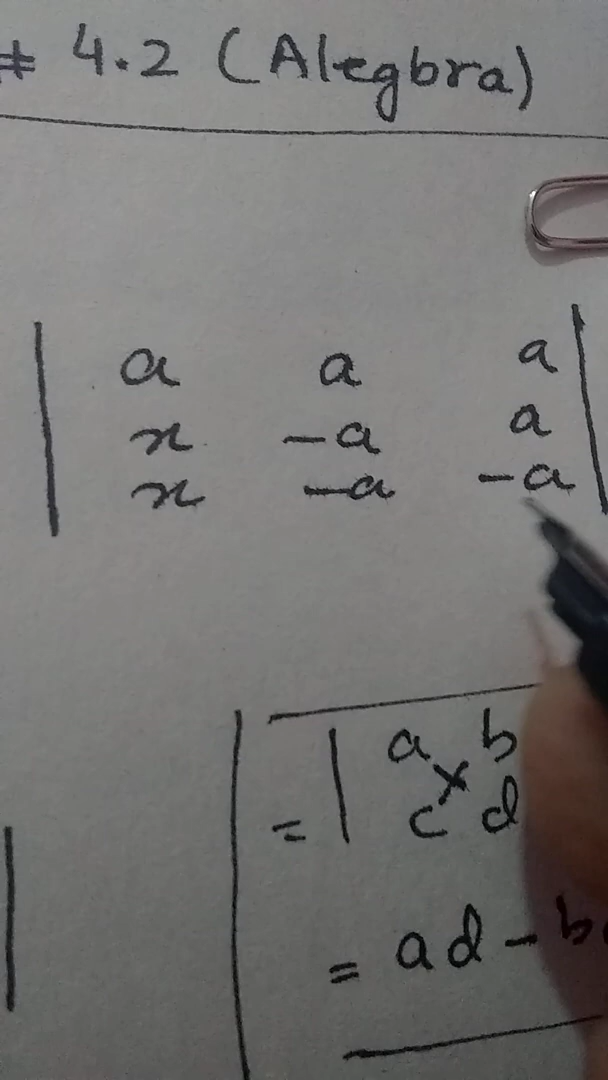 # 4.2 (Alegbra)
| a a a |
| x -a a |
| x -a -a |
= | a b
c d
= ad - b